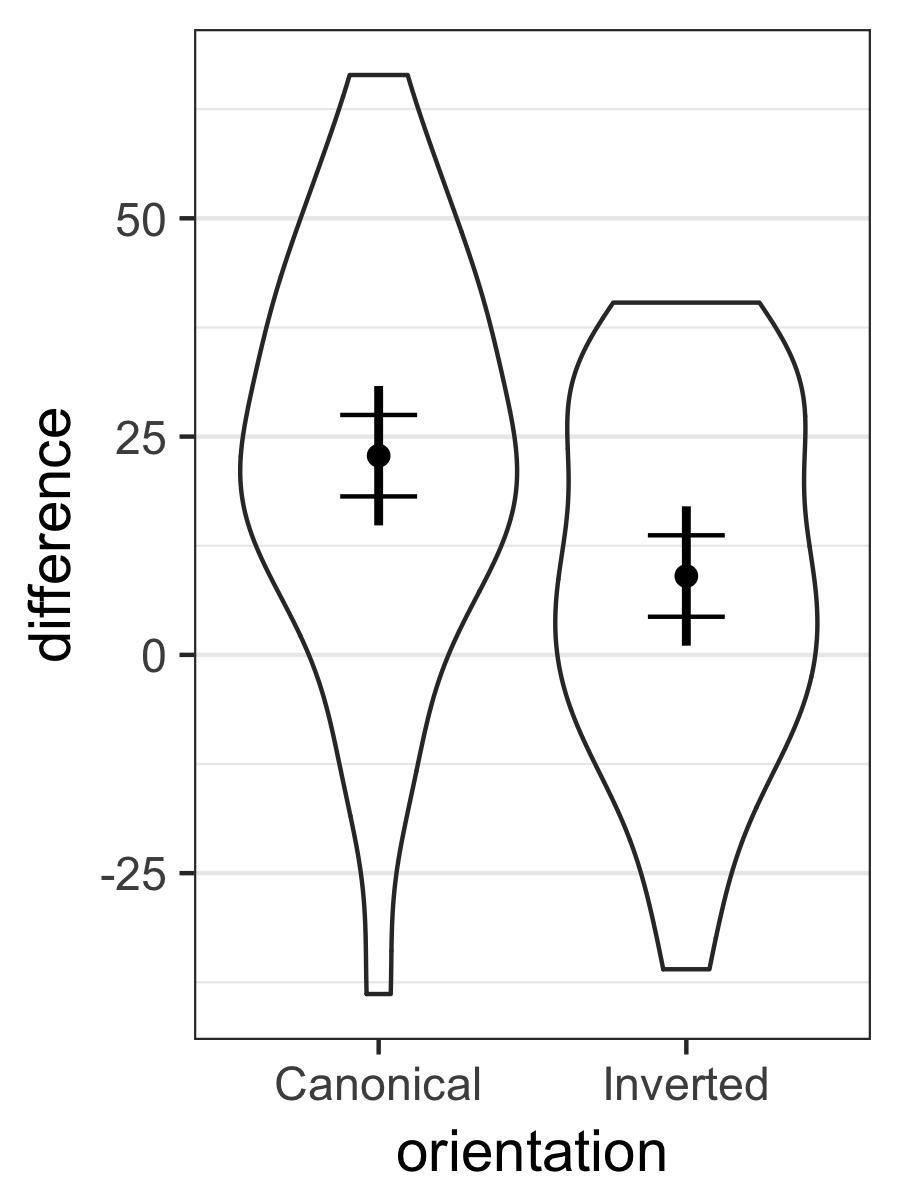 difference
50
25
0
-25
Canonical Inverted
orientation